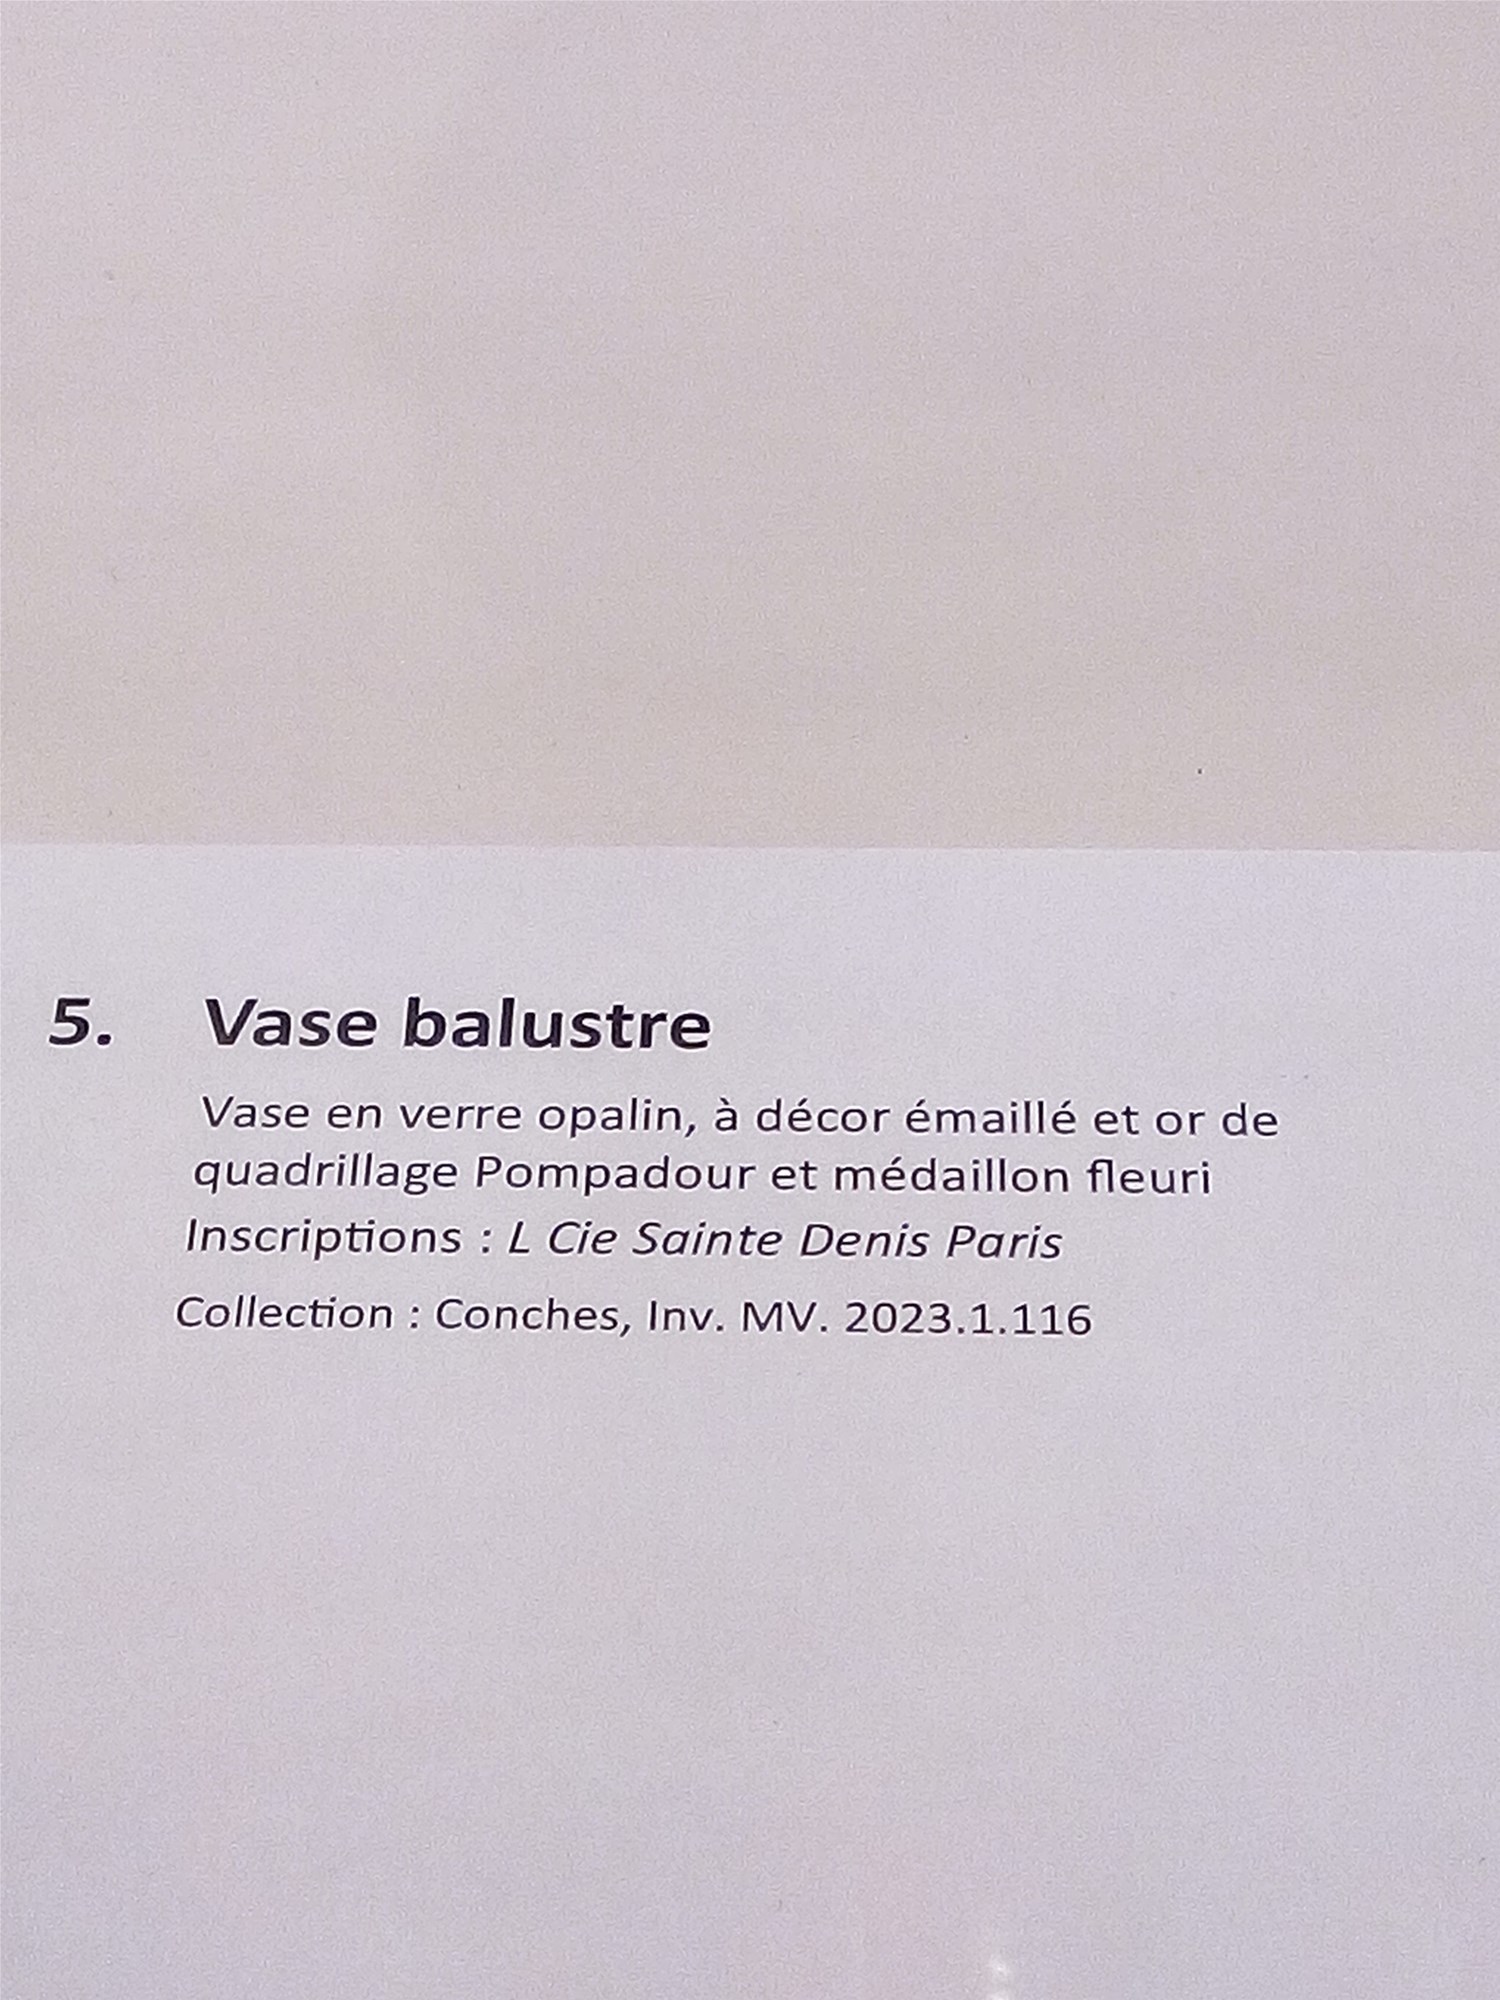 5. Vase balustre
Vase en verre opalin, à décor émaillé et or de
quadrillage Pompadour et médaillon fleuri
Inscriptions : L Cie Sainte Denis Paris
Collection : Conches, Inv. MV. 2023.1.116